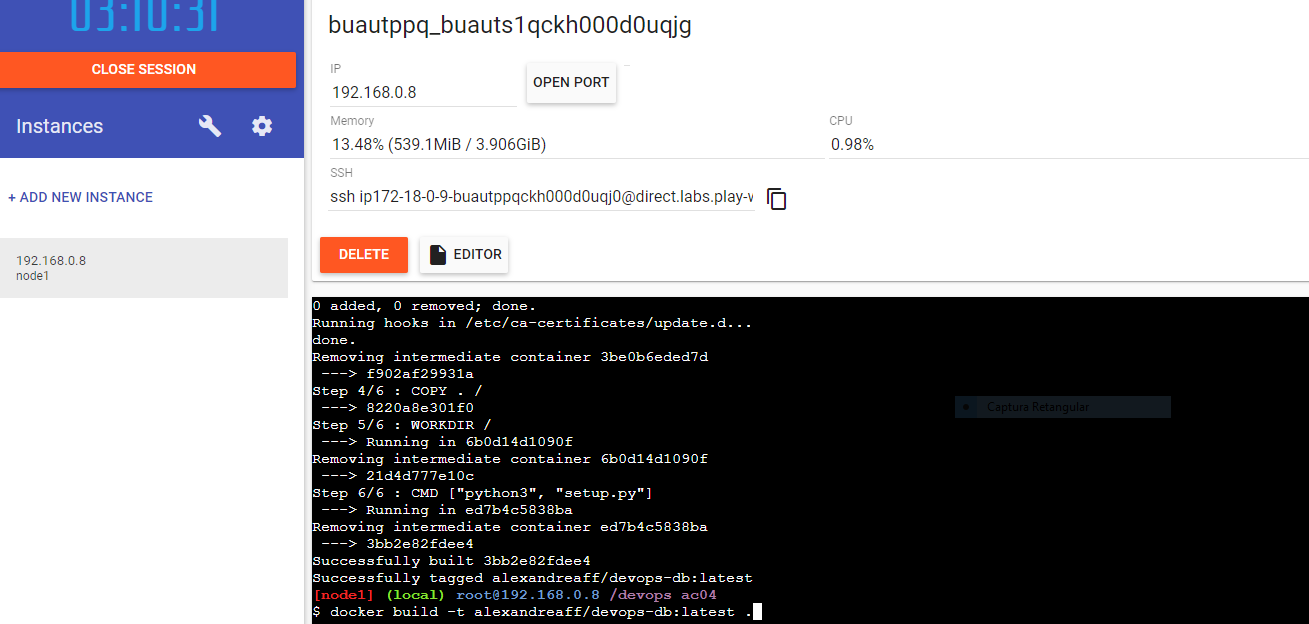 03:10:31
CLOSE SESSION
Instances
+ ADD NEW INSTANCE
192.168.0.8
node1
buautppq_buauts1qckh000d0uqjg
IP
192.168.0.8
OPEN PORT
Memory
13.48% (539.1MiB / 3.906GiB)
CPU
0.98%
SSH
ssh ip172-18-0-9-buautppqckh000d0uqj0@direct.labs.play-w
DELETE
EDITOR
0 added, 0 removed; done.
Running hooks in /etc/ca-certificates/update.d...
done.
Removing intermediate container 3be0b6eded7d
---> f902af29931a
Step 4/6 : COPY . /
---> 8220a8e301f0
Step 5/6 : WORKDIR /
---> Running in 6b0d14d1090f
Removing intermediate container 6b0d14d1090f
---> 21d4d777e10c
Step 6/6 : CMD ["python3", "setup.py"]
---> Running in ed7b4c5838ba
Removing intermediate container ed7b4c5838ba
---> 3bb2e82fdee4
Successfully built 3bb2e82fdee4
Successfully tagged alexandreaff/devops-db:latest
[node1] (local) root@192.168.0.8 /devops ac04
$ docker build -t alexandreaff/devops-db:latest .
Captura Retangular